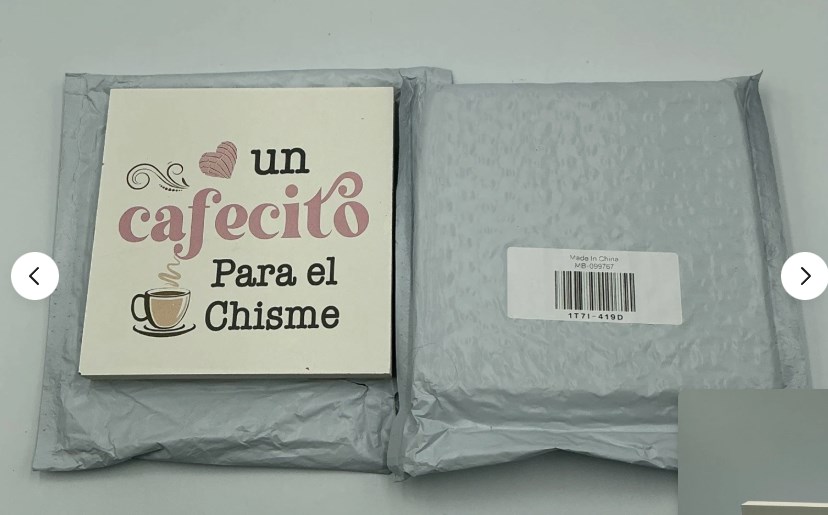 un
cafecito
Para el
Chisme
Made In China
MB-099767
1T7I-419D